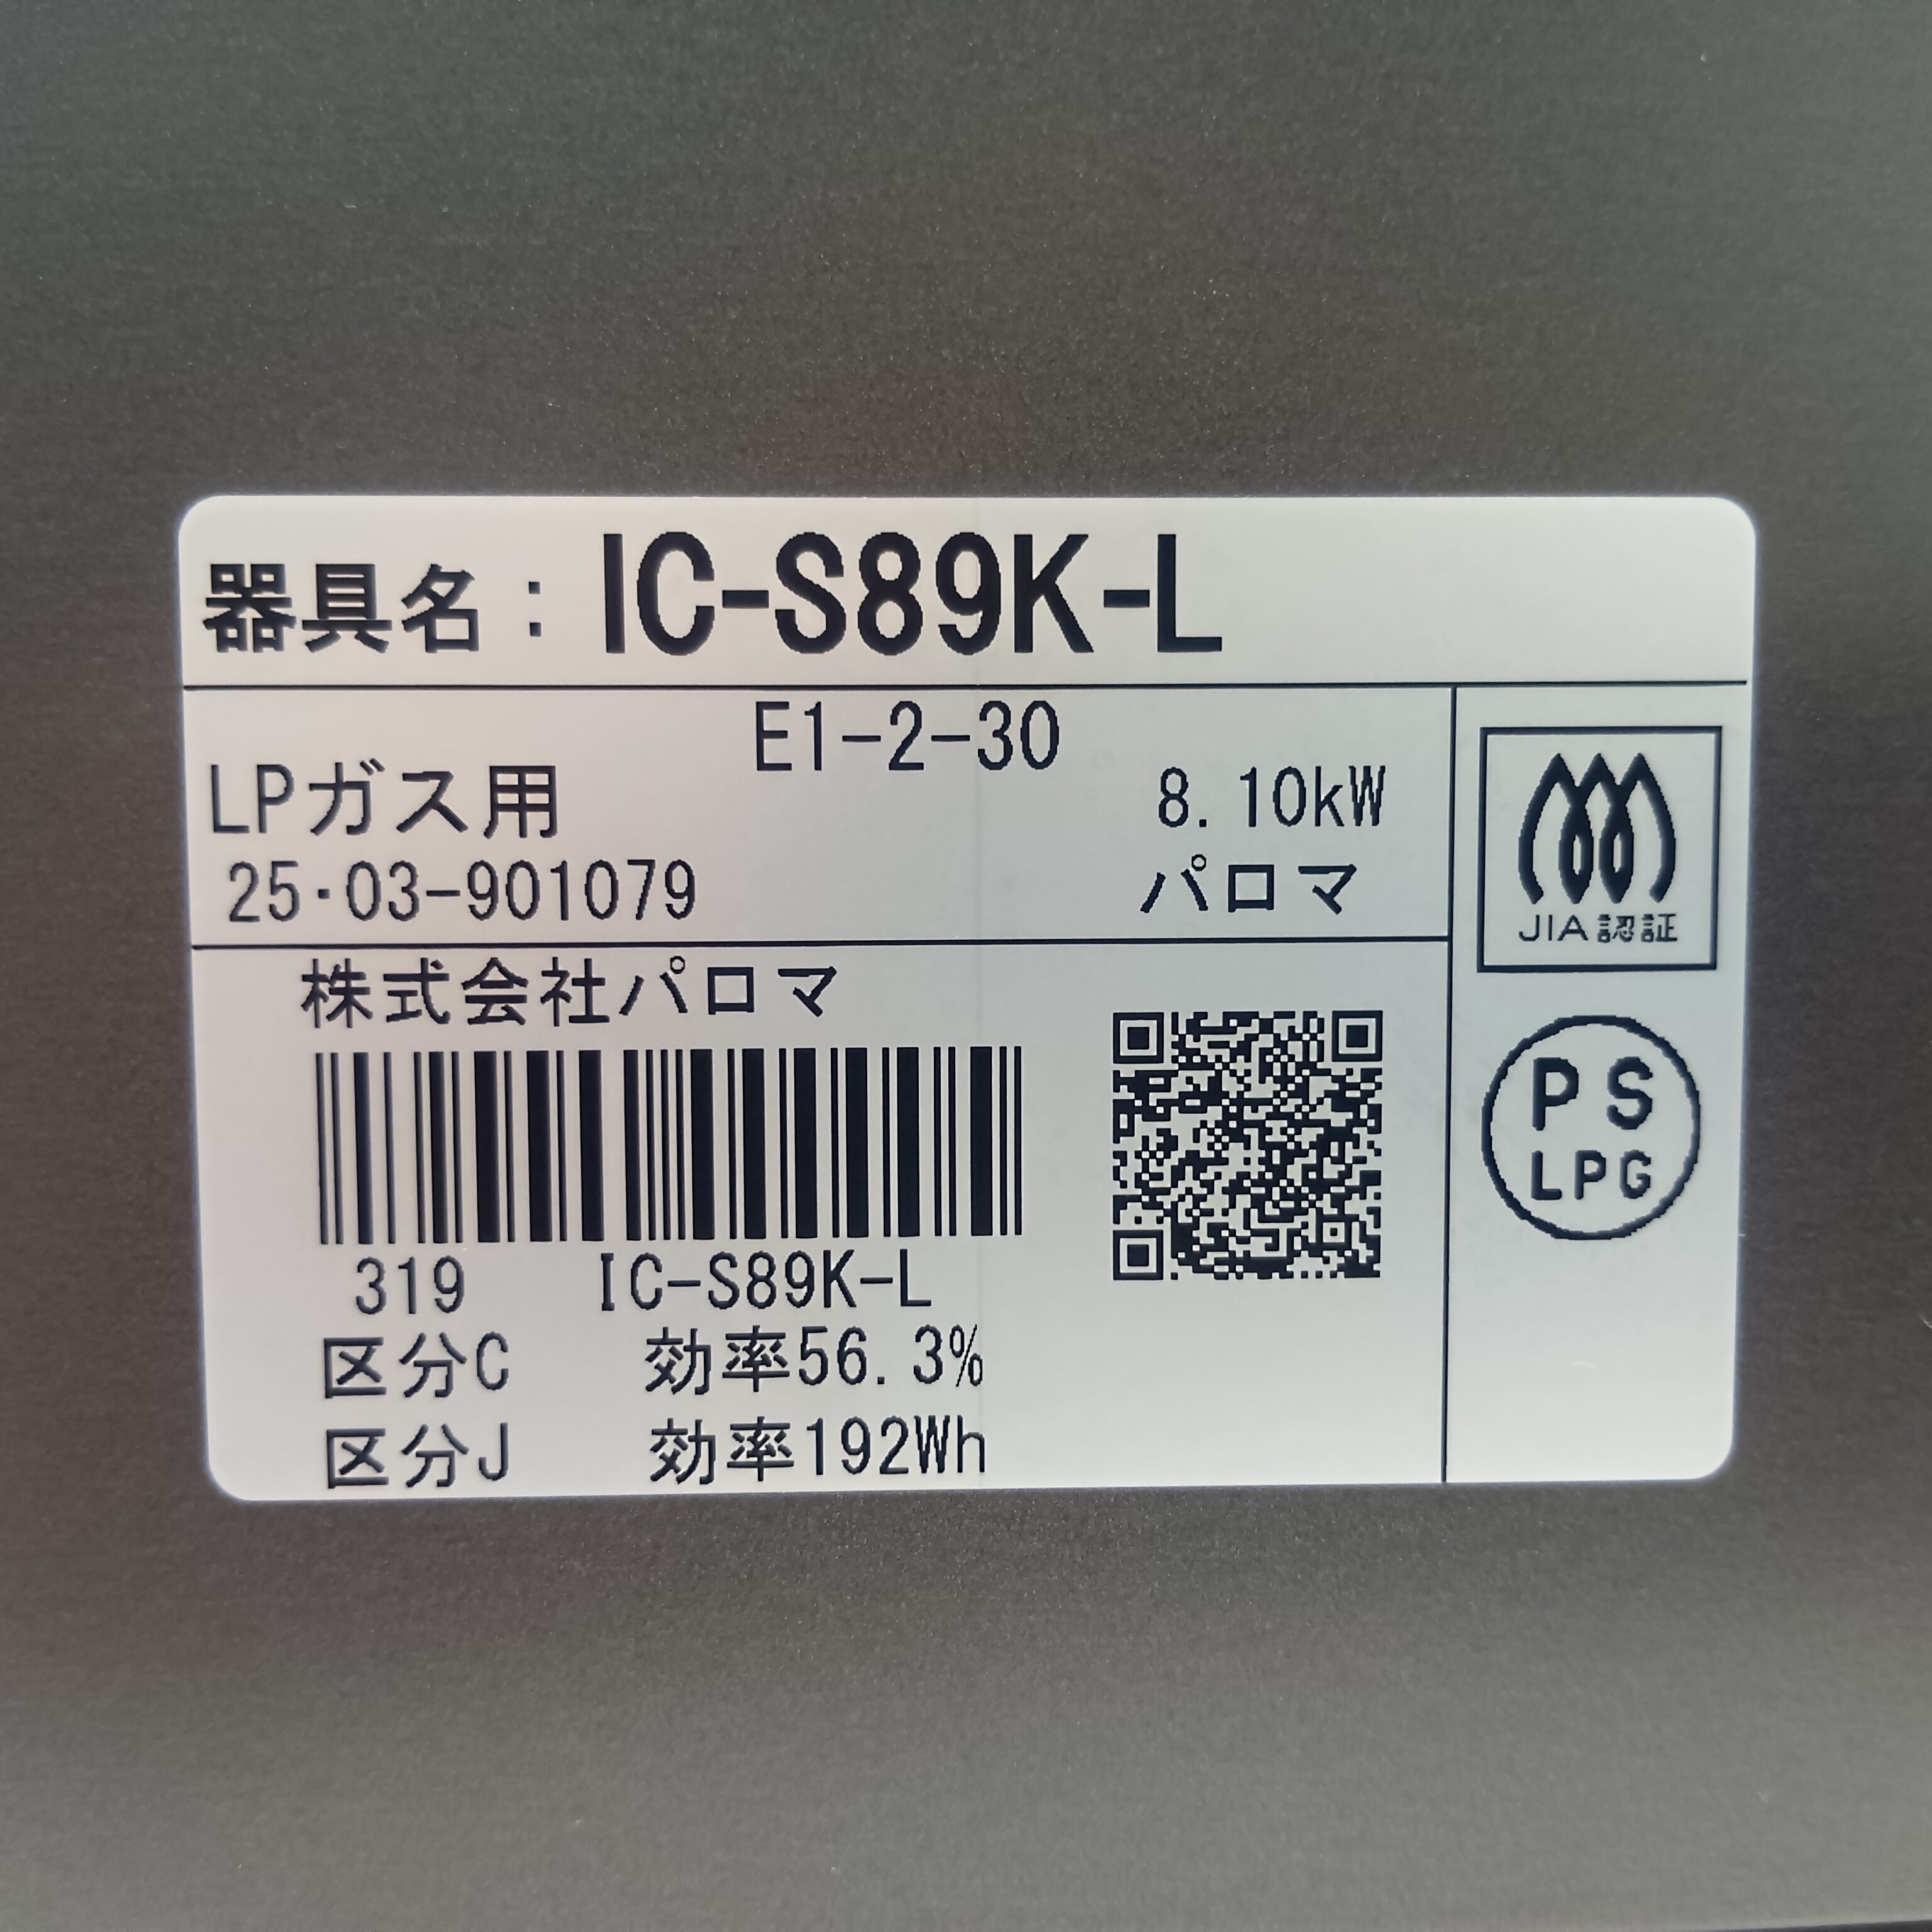 器具名：IC-S89K-L
E1-2-30
LPガス用 8.10kW
25・03-901079 パロマ
JIA認証
株式会社パロマ
PS
LPG
319 IC-S89K-L
区分C 効率56.3%
区分J 効率192Wh